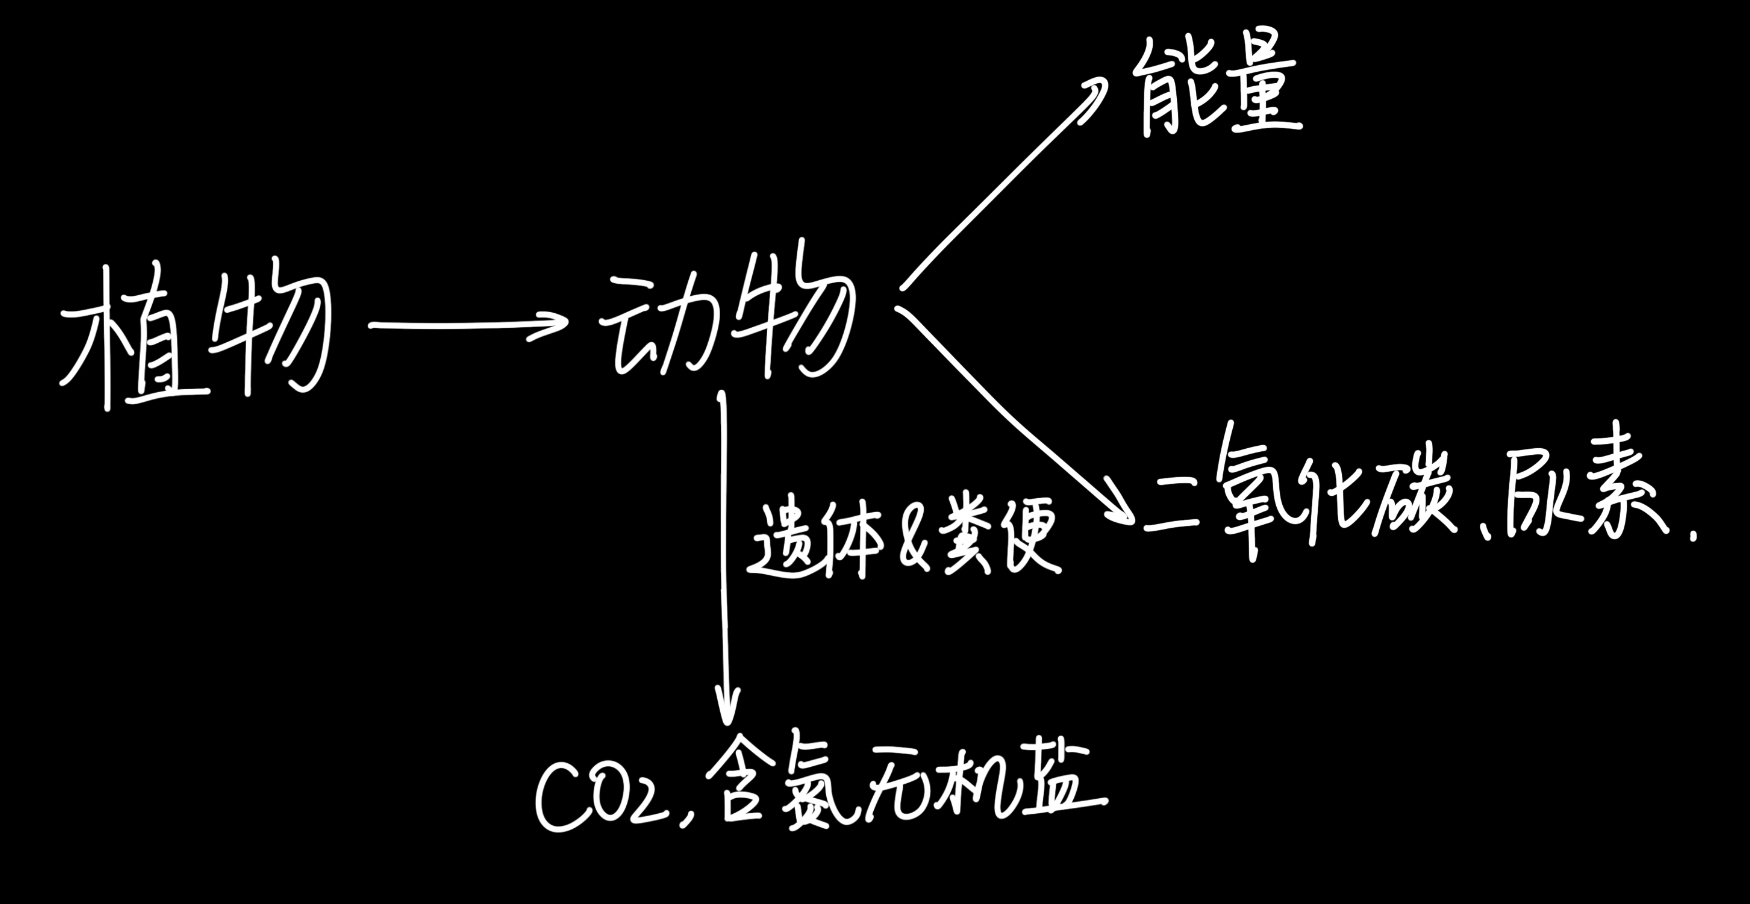 能量
植物 → 动物
遗体&粪便
二氧化碳、尿素.
CO2,含氮无机盐